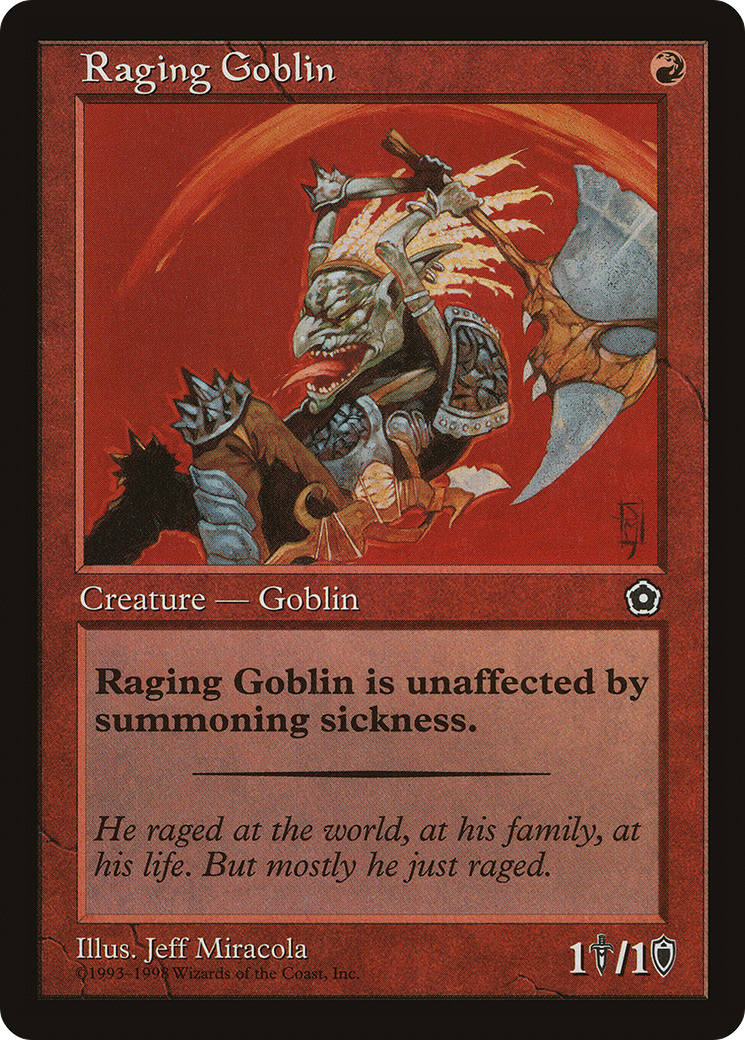 Raging Goblin
Creature — Goblin
Raging Goblin is unaffected by
summoning sickness.
He raged at the world, at his family, at
his life. But mostly he just raged.
Illus. Jeff Miracola
©1993–1998 Wizards of the Coast, Inc.
1/1